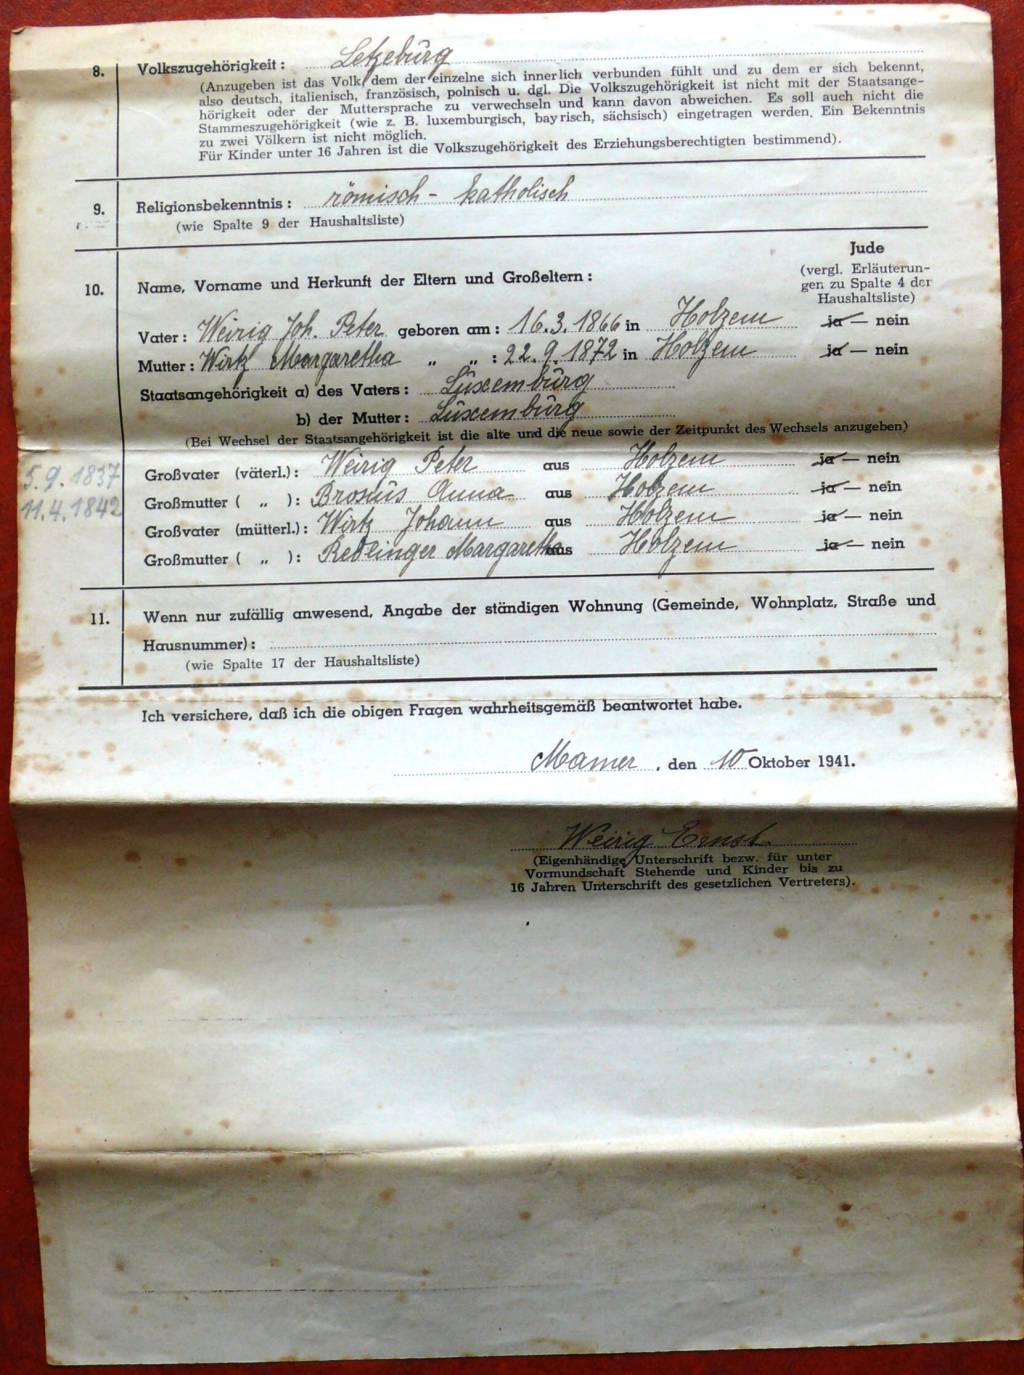 8. Volkszugehörigkeit: Letzeburg
(Anzugeben ist das Volk, dem der einzelne sich innerlich verbunden fühlt und zu dem er sich bekennt,
also deutsch, italienisch, französisch, polnisch u. dgl. Die Volkszugehörigkeit ist nicht mit der Staatsange-
hörigkeit oder der Muttersprache zu verwechseln und kann davon abweichen. Es soll auch nicht die
Stammeszugehörigkeit (wie z. B. luxemburgisch, bayrisch, sächsisch) eingetragen werden. Ein Bekenntnis
zu zwei Völkern ist nicht möglich.
Für Kinder unter 16 Jahren ist die Volkszugehörigkeit des Erziehungsberechtigten bestimmend).
9. Religionsbekenntnis: römisch - katholisch
(wie Spalte 9 der Haushaltsliste)
Jude
(vergl. Erläuterun-
gen zu Spalte 4 der
Haushaltsliste)
10. Name, Vorname und Herkunft der Eltern und Großeltern:
Vater: Weirig Joh. Peter geboren am: 16.3.1866 in Holzem ja — nein
Mutter: Wirtz Margaretha „ „ : 22.9.1872 in Holzem ja — nein
Staatsangehörigkeit a) des Vaters: Luxemburg
b) der Mutter: Luxemburg
(Bei Wechsel der Staatsangehörigkeit ist die alte und die neue sowie der Zeitpunkt des Wechsels anzugeben)
5.9.1837 Großvater (väterl.): Weirig Peter aus Holzem ja — nein
11.4.1842 Großmutter ( „ ): Brosius Anna aus Holzem ja — nein
Großvater (mütterl.): Wirtz Johann aus Holzem ja — nein
Großmutter ( „ ): Redlinger Margaretha aus Holzem ja — nein
11. Wenn nur zufällig anwesend, Angabe der ständigen Wohnung (Gemeinde, Wohnplatz, Straße und
Hausnummer):
(wie Spalte 17 der Haushaltsliste)
Ich versichere, daß ich die obigen Fragen wahrheitsgemäß beantwortet habe.
Mamer, den 10 Oktober 1941.
Weirig Ernst
(Eigenhändige Unterschrift bezw. für unter
Vormundschaft Stehende und Kinder bis zu
16 Jahren Unterschrift des gesetzlichen Vertreters).